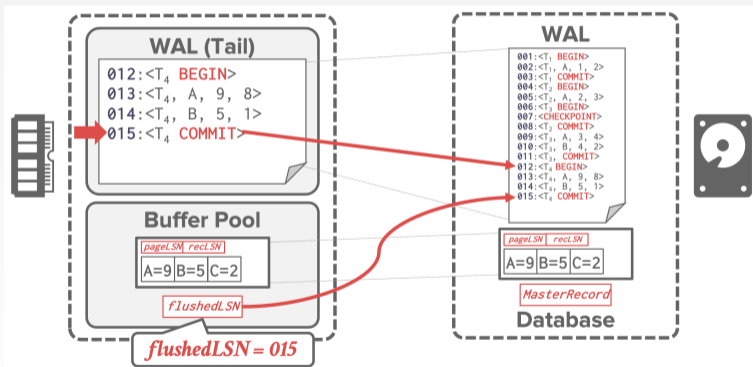 WAL (Tail)
012:<T4 BEGIN>
013:<T4, A, 9, 8>
014:<T4, B, 5, 1>
015:<T4 COMMIT>
Buffer Pool
pageLSN recLSN
A=9 B=5 C=2
flushedLSN
flushedLSN = 015
WAL
001:<T1 BEGIN>
002:<T1, A, 1, 2>
003:<T1 COMMIT>
004:<T2 BEGIN>
005:<T2, A, 2, 3>
006:<T3 BEGIN>
007:<CHECKPOINT>
008:<T2 COMMIT>
009:<T3, A, 3, 4>
010:<T3, B, 4, 2>
011:<T3, COMMIT>
012:<T4 BEGIN>
013:<T4, A, 9, 8>
014:<T4, B, 5, 1>
015:<T4 COMMIT>
pageLSN recLSN
A=9 B=5 C=2
MasterRecord
Database